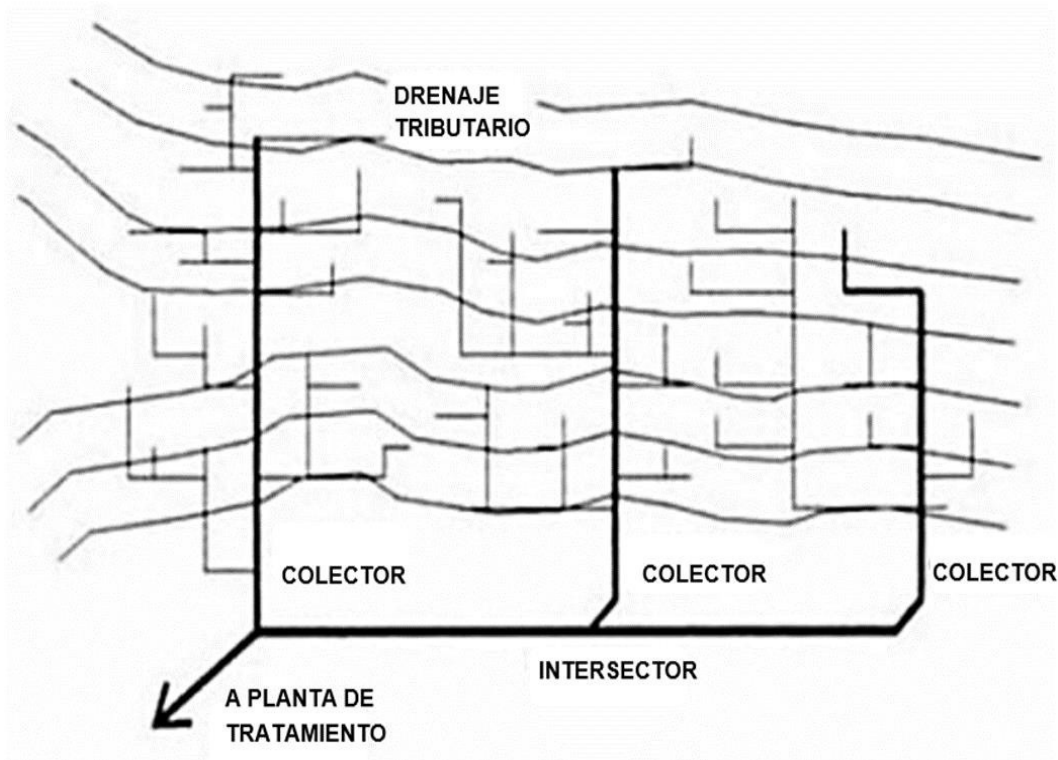 DRENAJE
TRIBUTARIO
COLECTOR
COLECTOR
COLECTOR
INTERSECTOR
A PLANTA DE
TRATAMIENTO